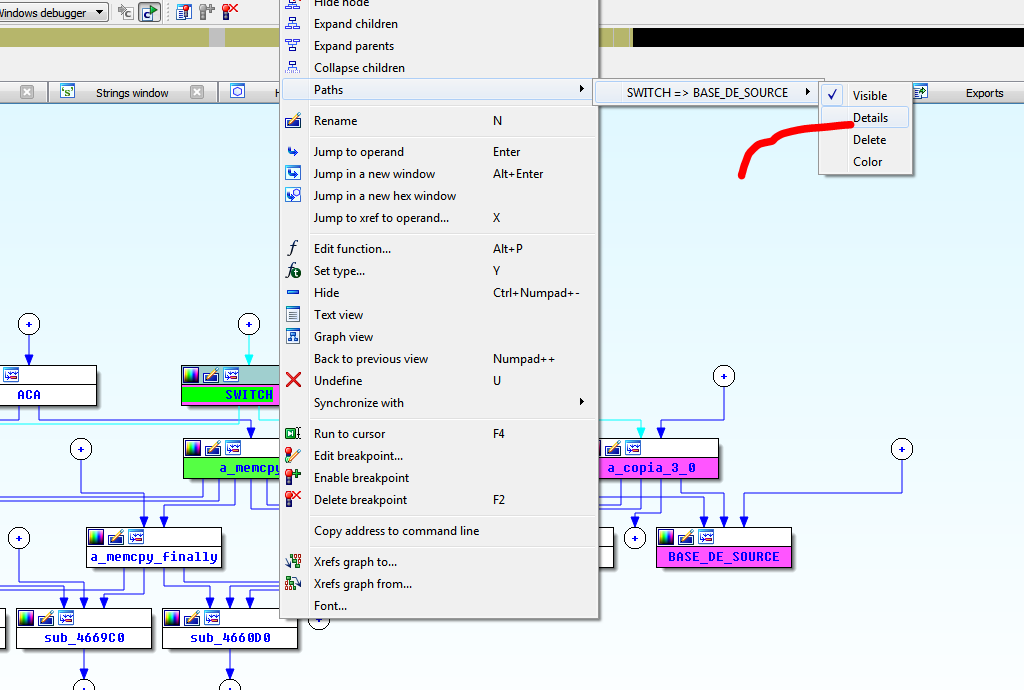 Windows debugger
Strings window
Exports
Hide node
Expand children
Expand parents
Collapse children
Paths
Rename N
Jump to operand Enter
Jump in a new window Alt+Enter
Jump in a new hex window
Jump to xref to operand... X
Edit function... Alt+P
Set type... Y
Hide Ctrl+Numpad+-
Text view
Graph view
Back to previous view Numpad++
Undefine U
Synchronize with
Run to cursor F4
Edit breakpoint...
Enable breakpoint
Delete breakpoint F2
Copy address to command line
Xrefs graph to...
Xrefs graph from...
Font...
SWITCH => BASE_DE_SOURCE
Visible
Details
Delete
Color
ACA
SWITCH
a_memcpy
a_copia_3_0
a_memcpy_finally
BASE_DE_SOURCE
sub_4669C0
sub_4660D0